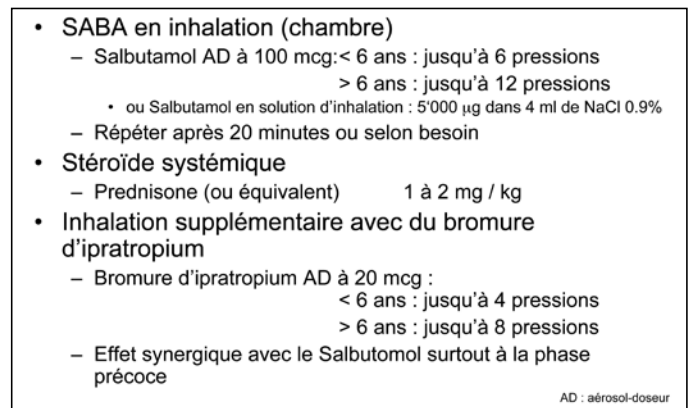 • SABA en inhalation (chambre)
– Salbutamol AD à 100 mcg:< 6 ans : jusqu'à 6 pressions
> 6 ans : jusqu'à 12 pressions
• ou Salbutamol en solution d'inhalation : 5'000 µg dans 4 ml de NaCl 0.9%
– Répéter après 20 minutes ou selon besoin
• Stéroïde systémique
– Prednisone (ou équivalent) 1 à 2 mg / kg
• Inhalation supplémentaire avec du bromure
d'ipratropium
– Bromure d'ipratropium AD à 20 mcg :
< 6 ans : jusqu'à 4 pressions
> 6 ans : jusqu'à 8 pressions
– Effet synergique avec le Salbutomol surtout à la phase
précoce
AD : aérosol-doseur